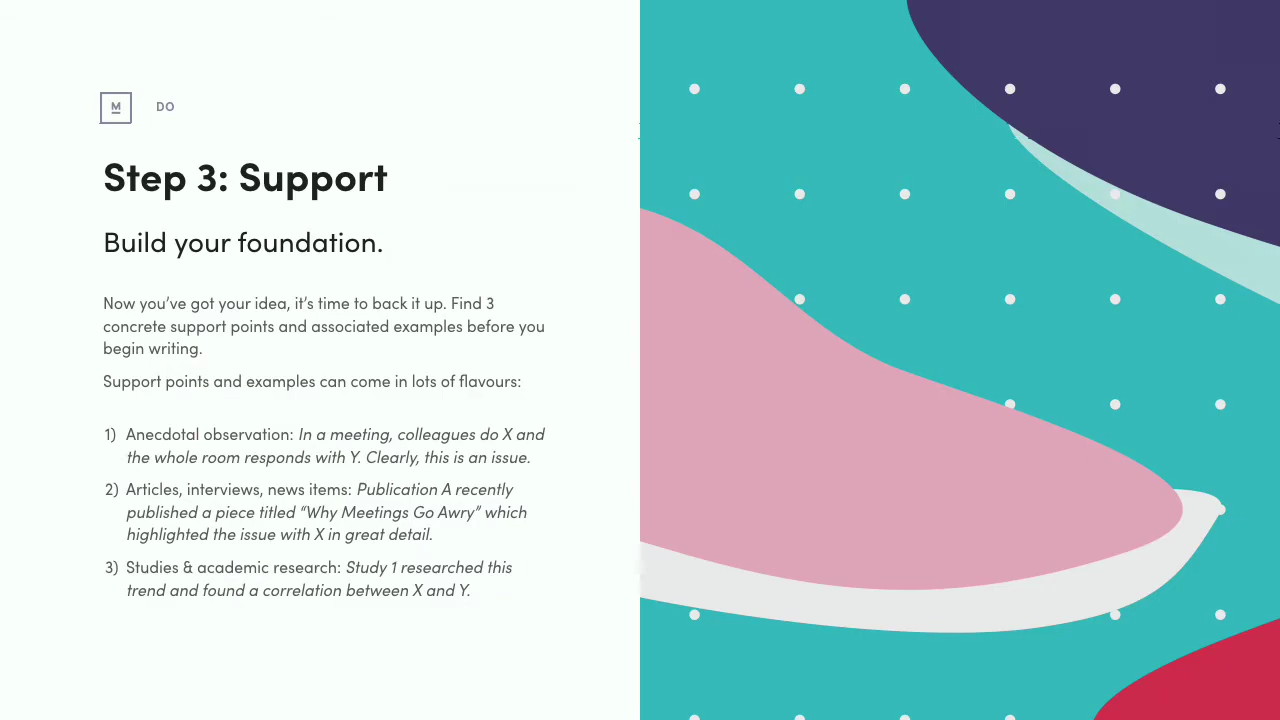 M DO
Step 3: Support
Build your foundation.
Now you’ve got your idea, it’s time to back it up. Find 3
concrete support points and associated examples before you
begin writing.
Support points and examples can come in lots of flavours:
1) Anecdotal observation: In a meeting, colleagues do X and
the whole room responds with Y. Clearly, this is an issue.
2) Articles, interviews, news items: Publication A recently
published a piece titled “Why Meetings Go Awry” which
highlighted the issue with X in great detail.
3) Studies & academic research: Study 1 researched this
trend and found a correlation between X and Y.